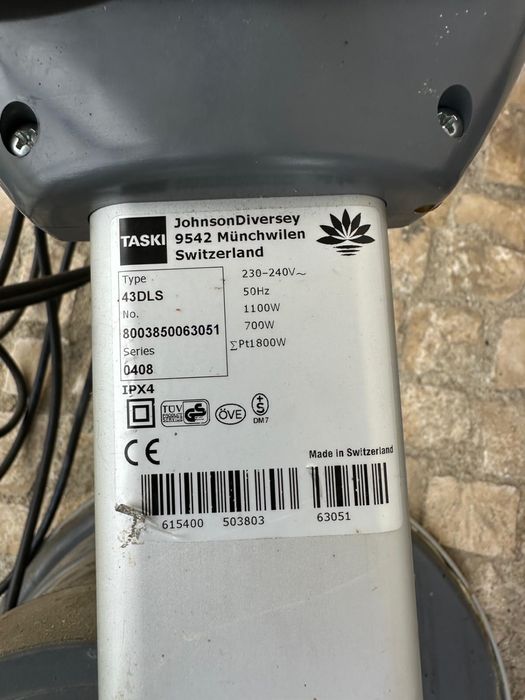 TASKI
JohnsonDiversey
9542 Münchwilen
Switzerland
Type
43DLS
No.
8003850063051
Series
0408
230-240V~
50Hz
1100W
700W
ΣPt1800W
IPX4
TÜV
GS
ÖVE
+S
DM7
CE
Made in Switzerland
615400 503803 63051